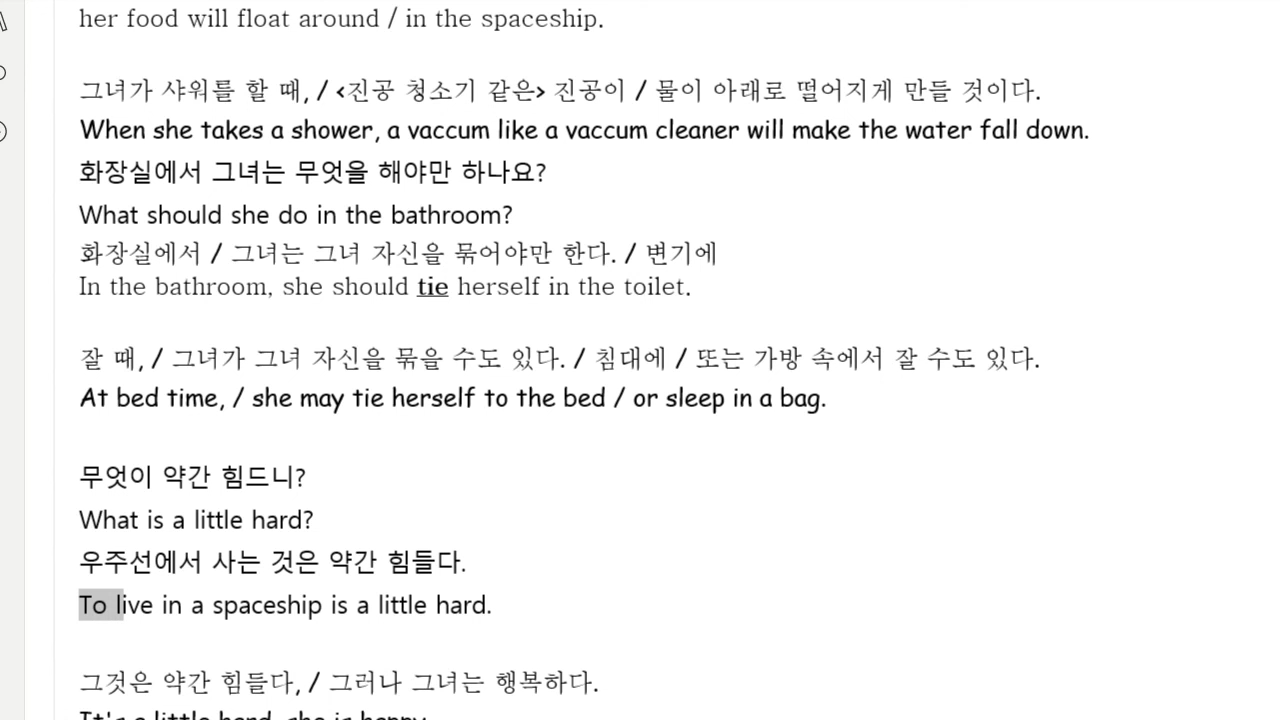 her food will float around / in the spaceship.
그녀가 샤워를 할 때, / <진공 청소기 같은> 진공이 / 물이 아래로 떨어지게 만들 것이다.
When she takes a shower, a vaccum like a vaccum cleaner will make the water fall down.
화장실에서 그녀는 무엇을 해야만 하나요?
What should she do in the bathroom?
화장실에서 / 그녀는 그녀 자신을 묶어야만 한다. / 변기에
In the bathroom, she should tie herself in the toilet.
잘 때, / 그녀가 그녀 자신을 묶을 수도 있다. / 침대에 / 또는 가방 속에서 잘 수도 있다.
At bed time, / she may tie herself to the bed / or sleep in a bag.
무엇이 약간 힘드니?
What is a little hard?
우주선에서 사는 것은 약간 힘들다.
To live in a spaceship is a little hard.
그것은 약간 힘들다, / 그러나 그녀는 행복하다.
It's a little hard, she is happy